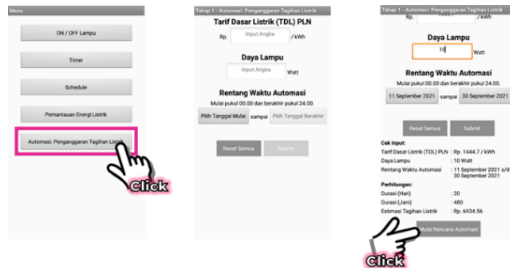 Menu
ON / OFF Lampu
Timer
Schedule
Pemantauan Energi Listrik
Automasi Penganggaran Tagihan Listrik
Click
Tahap 1 - Automasi: Penganggaran Tagihan Listrik
Tarif Dasar Listrik (TDL) PLN
Rp. Input Angka / kWh
Daya Lampu
Input Angka Watt
Rentang Waktu Automasi
Mulai pukul 00.00 dan berakhir pukul 24.00.
Pilih Tanggal Mulai sampai Pilih Tanggal Berakhir
Reset Semua Submit
Tahap 1 - Automasi: Penganggaran Tagihan Listrik
Rp. / kWh
Daya Lampu
10 Watt
Rentang Waktu Automasi
Mulai pukul 00.00 dan berakhir pukul 24.00.
11 September 2021 sampai 30 September 2021
Reset Semua Submit
Cek Input:
Tarif Dasar Listrik (TDL) PLN : Rp. 1444.7 / kWh
Daya Lampu : 10 Watt
Rentang Waktu Automasi : 11 September 2021 s/d
30 September 2021
Perhitungan:
Durasi (Hari) : 20
Durasi (Jam) : 480
Estimasi Tagihan Listrik : Rp. 6934.56
Mulai Rencana Automasi
Click